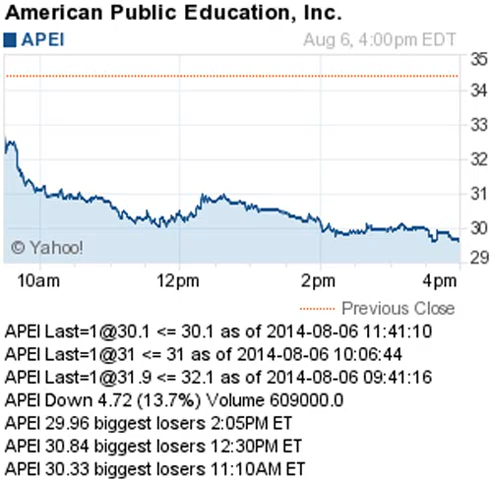 American Public Education, Inc.
APEI Aug 6, 4:00pm EDT
35
34
33
32
31
30
29
© Yahoo!
10am 12pm 2pm 4pm
Previous Close
APEI Last=1@30.1 <= 30.1 as of 2014-08-06 11:41:10
APEI Last=1@31 <= 31 as of 2014-08-06 10:06:44
APEI Last=1@31.9 <= 32.1 as of 2014-08-06 09:41:16
APEI Down 4.72 (13.7%) Volume 609000.0
APEI 29.96 biggest losers 2:05PM ET
APEI 30.84 biggest losers 12:30PM ET
APEI 30.33 biggest losers 11:10AM ET